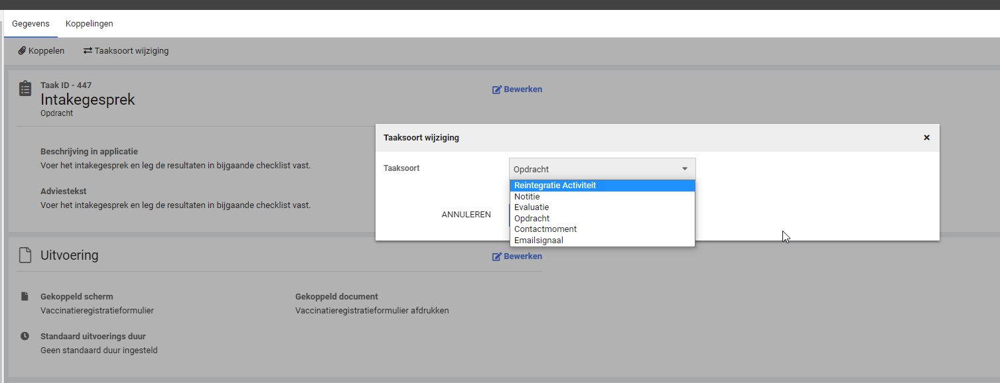 Gegevens Koppelingen
Koppelen Taaksoort wijziging
Taak ID - 447
Intakegesprek
Opdracht
Bewerken
Beschrijving in applicatie
Voer het intakegesprek en leg de resultaten in bijgaande checklist vast.
Adviestekst
Voer het intakegesprek en leg de resultaten in bijgaande checklist vast.
Taaksoort wijziging
Taaksoort
Opdracht
Reintegratie Activiteit
Notitie
Evaluatie
Opdracht
Contactmoment
Emailsignaal
ANNULEREN
Uitvoering
Bewerken
Gekoppeld scherm
Vaccinatieregistratieformulier
Gekoppeld document
Vaccinatieregistratieformulier afdrukken
Standaard uitvoerings duur
Geen standaard duur ingesteld